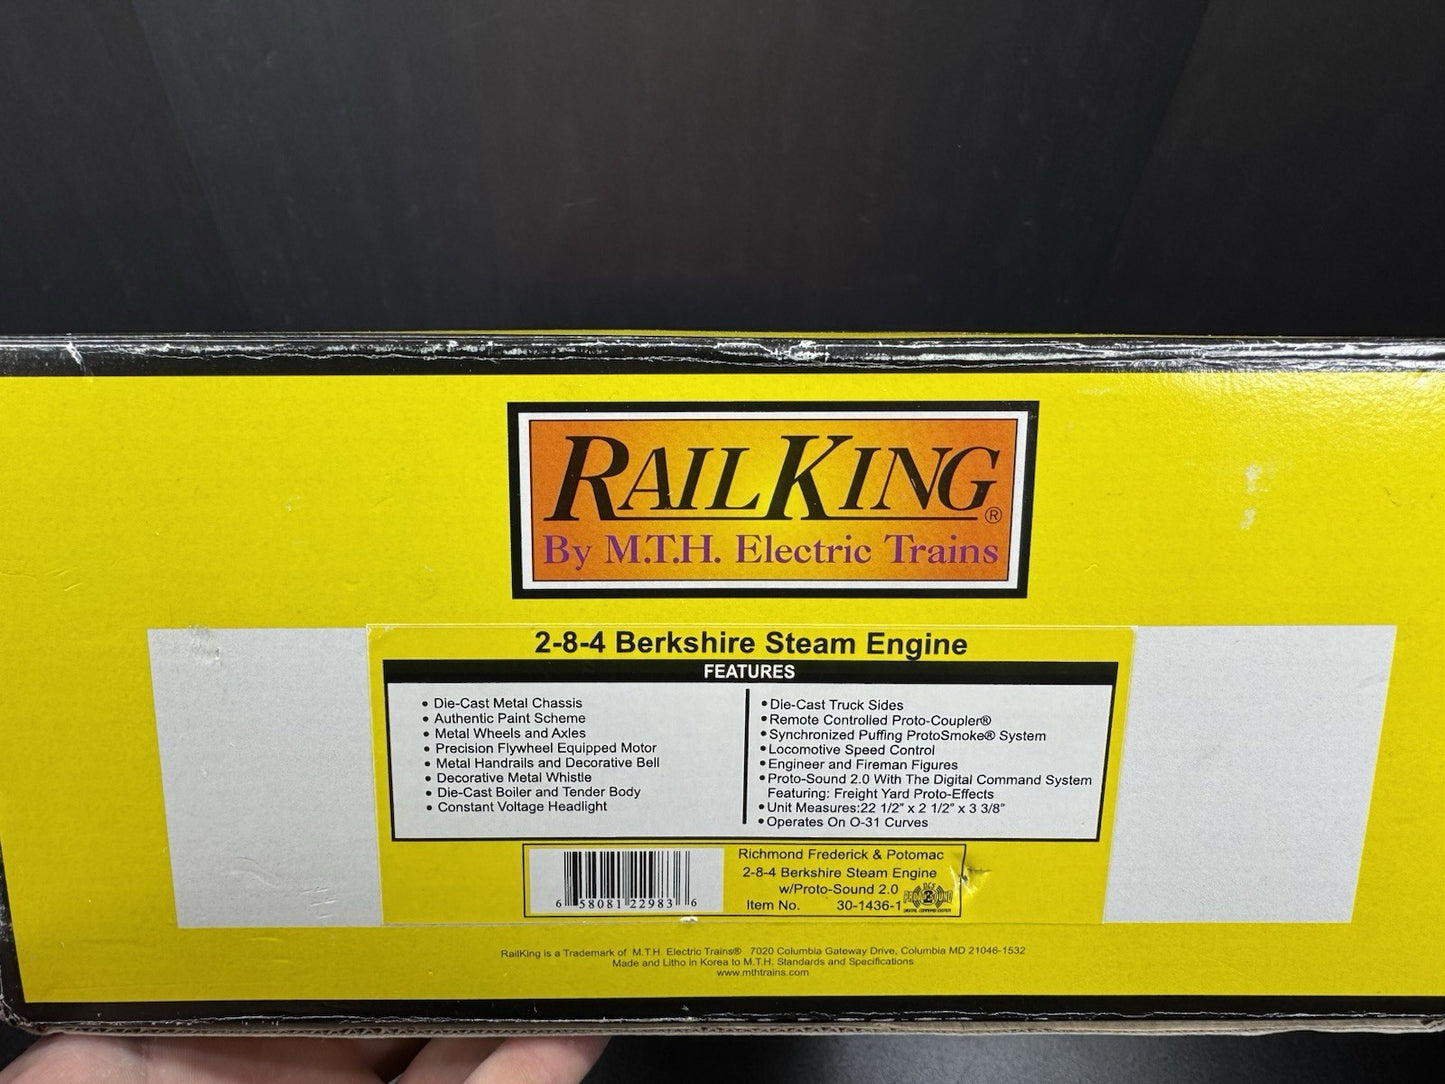 RAILKING®
By M.T.H. Electric Trains
2-8-4 Berkshire Steam Engine
FEATURES
• Die-Cast Metal Chassis
• Authentic Paint Scheme
• Metal Wheels and Axles
• Precision Flywheel Equipped Motor
• Metal Handrails and Decorative Bell
• Decorative Metal Whistle
• Die-Cast Boiler and Tender Body
• Constant Voltage Headlight
• Die-Cast Truck Sides
• Remote Controlled Proto-Coupler®
• Synchronized Puffing ProtoSmoke® System
• Locomotive Speed Control
• Engineer and Fireman Figures
• Proto-Sound 2.0 With The Digital Command System
Featuring: Freight Yard Proto-Effects
• Unit Measures:22 1/2" x 2 1/2" x 3 3/8"
• Operates On O-31 Curves
6 58081 22983 6
Richmond Frederick & Potomac
2-8-4 Berkshire Steam Engine
w/Proto-Sound 2.0
Item No. 30-1436-1
RailKing is a Trademark of M.T.H. Electric Trains® 7020 Columbia Gateway Drive, Columbia MD 21046-1532
Made and Litho in Korea to M.T.H. Standards and Specifications
www.mthtrains.com